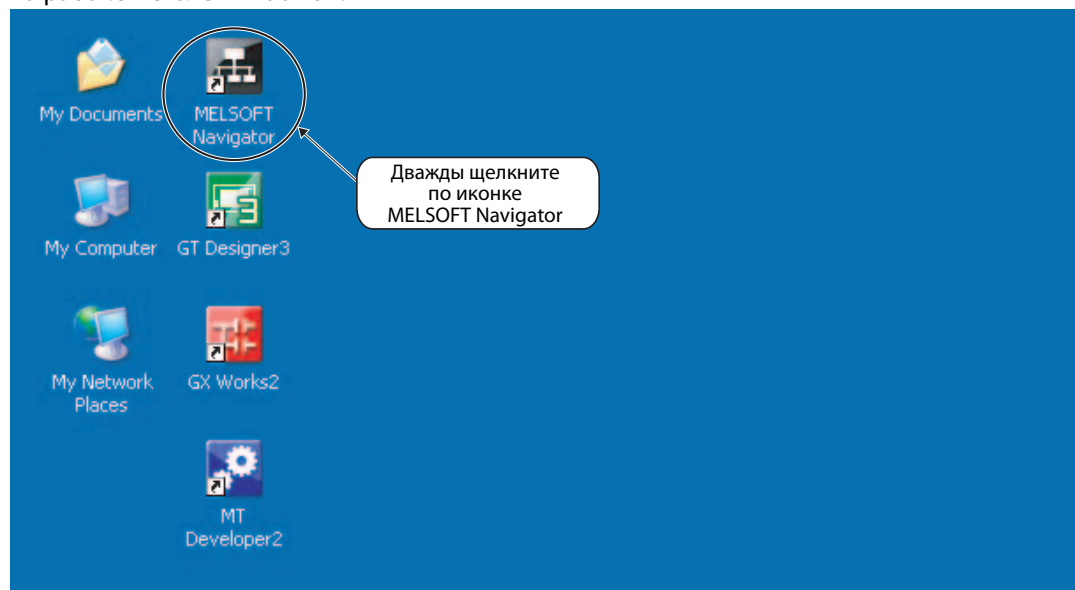 My Documents
MELSOFT
Navigator
Дважды щелкните
по иконке
MELSOFT Navigator
My Computer
GT Designer3
My Network
Places
GX Works2
MT
Developer2